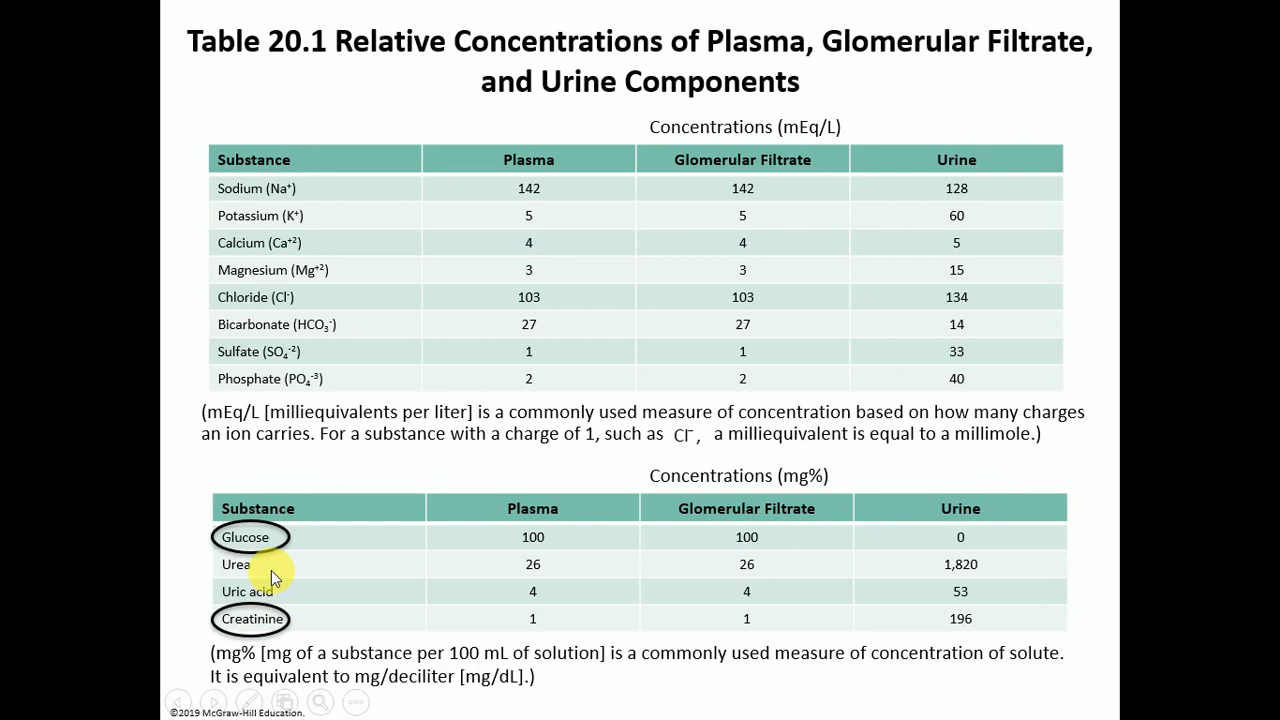 Table 20.1 Relative Concentrations of Plasma, Glomerular Filtrate,
and Urine Components
Concentrations (mEq/L)
Substance Plasma Glomerular Filtrate Urine
Sodium (Na⁺) 142 142 128
Potassium (K⁺) 5 5 60
Calcium (Ca⁺²) 4 4 5
Magnesium (Mg⁺²) 3 3 15
Chloride (Cl⁻) 103 103 134
Bicarbonate (HCO₃⁻) 27 27 14
Sulfate (SO₄⁻²) 1 1 33
Phosphate (PO₄⁻³) 2 2 40
(mEq/L [milliequivalents per liter] is a commonly used measure of concentration based on how many charges
an ion carries. For a substance with a charge of 1, such as Cl⁻, a milliequivalent is equal to a millimole.)
Concentrations (mg%)
Substance Plasma Glomerular Filtrate Urine
Glucose 100 100 0
Urea 26 26 1,820
Uric acid 4 4 53
Creatinine 1 1 196
(mg% [mg of a substance per 100 mL of solution] is a commonly used measure of concentration of solute.
It is equivalent to mg/deciliter [mg/dL].)
©2019 McGraw-Hill Education.